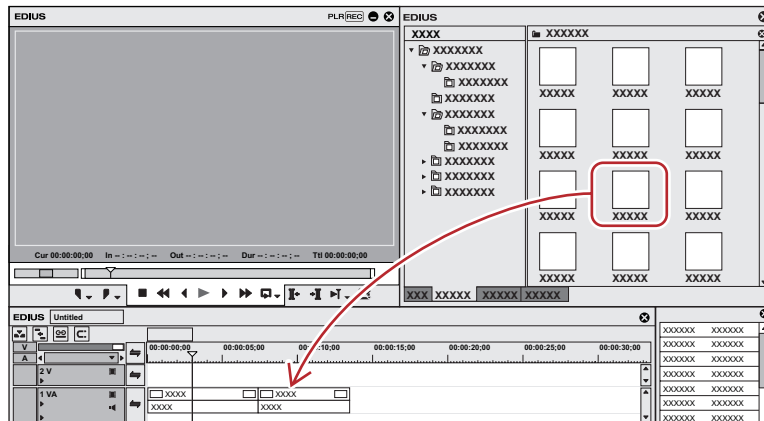 EDIUS PLR REC
Cur 00:00:00;00 In -- : -- : -- ; -- Out -- : -- : -- ; -- Dur -- : -- : -- ; -- Ttl 00:00:00;00
EDIUS
XXXX
XXXXXXX
XXXXXXX
XXXXXXX
XXXXXXX
XXXXXXX
XXXXXXX
XXXXXXX
XXXXXXX
XXXXXXX
XXXXXXX
XXXXXX
XXXXX XXXXX XXXXX
XXXXX XXXXX XXXXX
XXXXX XXXXX XXXXX
XXXXX XXXXX XXXXX
XXX XXXXX XXXXX XXXXX
EDIUS Untitled
V
A
00:00:00;00 00:00:05;00 00:00:10;00 00:00:15;00 00:00:20;00 00:00:25;00 00:00:30;00
2 V
1 VA
XXXX XXXX
XXXX XXXX
XXXXXX XXXXXX
XXXXXX XXXXXX
XXXXXX XXXXXX
XXXXXX XXXXXX
XXXXXX XXXXXX
XXXXXX XXXXXX
XXXXXX XXXXXX